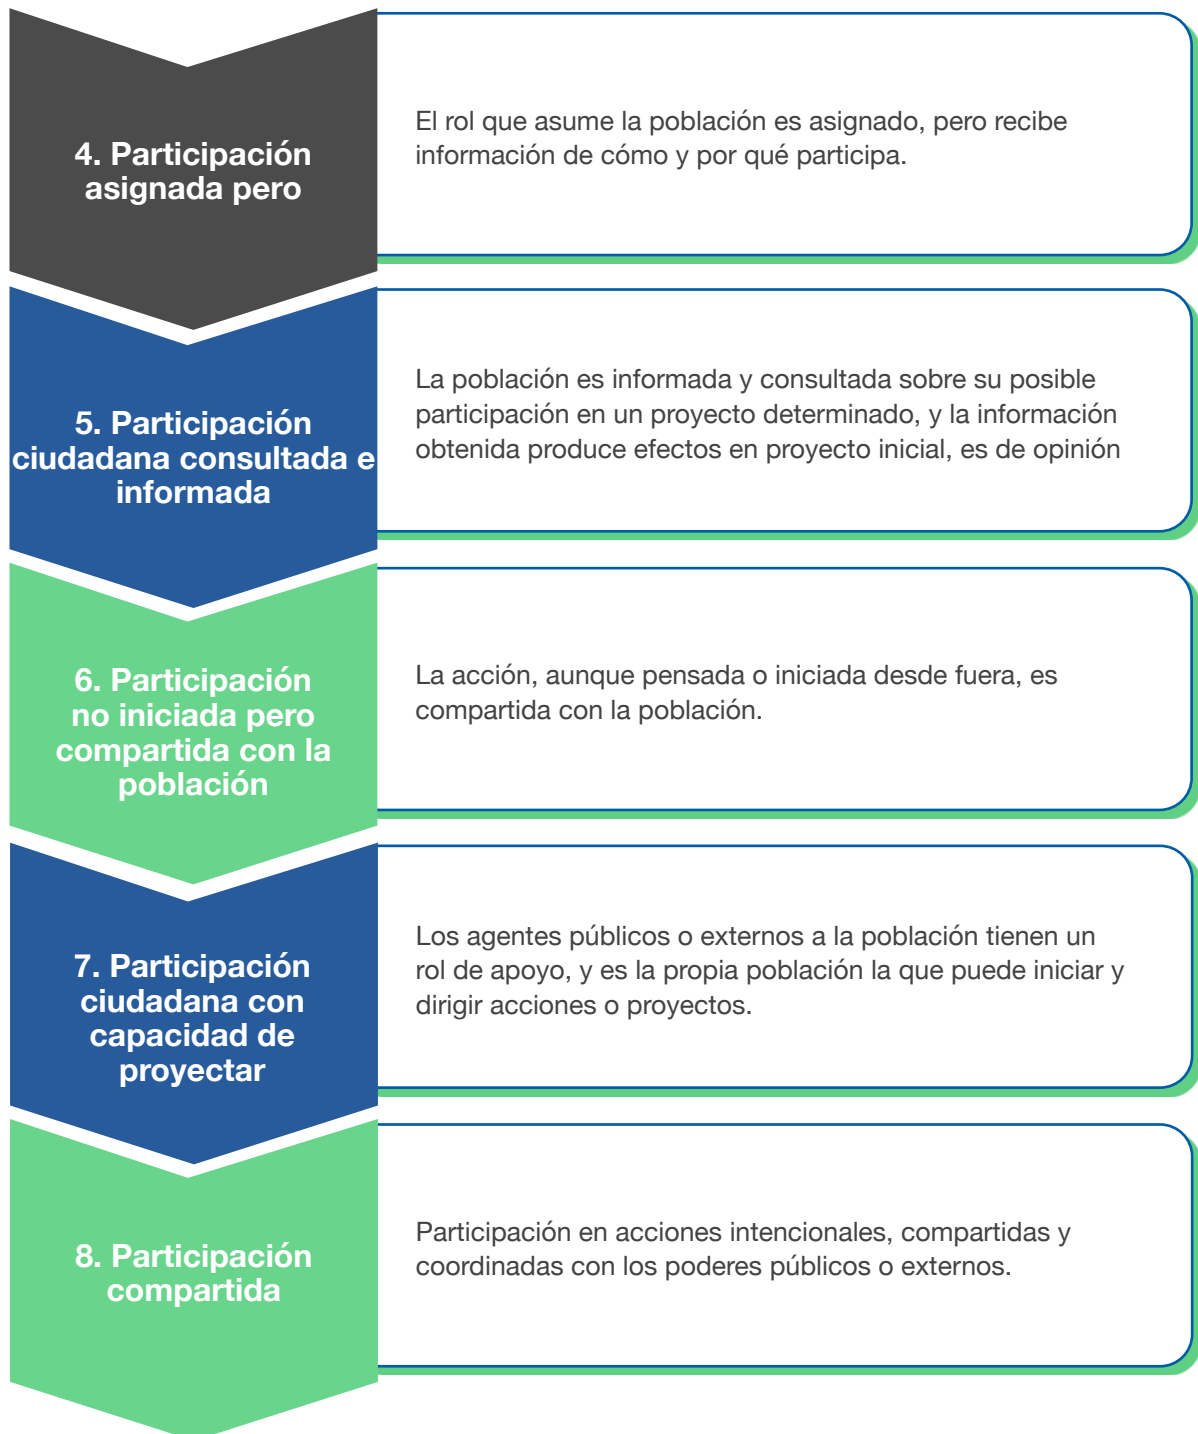 4. Participación
asignada pero
El rol que asume la población es asignado, pero recibe
información de cómo y por qué participa.
5. Participación
ciudadana consultada e
informada
La población es informada y consultada sobre su posible
participación en un proyecto determinado, y la información
obtenida produce efectos en proyecto inicial, es de opinión
6. Participación
no iniciada pero
compartida con la
población
La acción, aunque pensada o iniciada desde fuera, es
compartida con la población.
7. Participación
ciudadana con
capacidad de
proyectar
Los agentes públicos o externos a la población tienen un
rol de apoyo, y es la propia población la que puede iniciar y
dirigir acciones o proyectos.
8. Participación
compartida
Participación en acciones intencionales, compartidas y
coordinadas con los poderes públicos o externos.